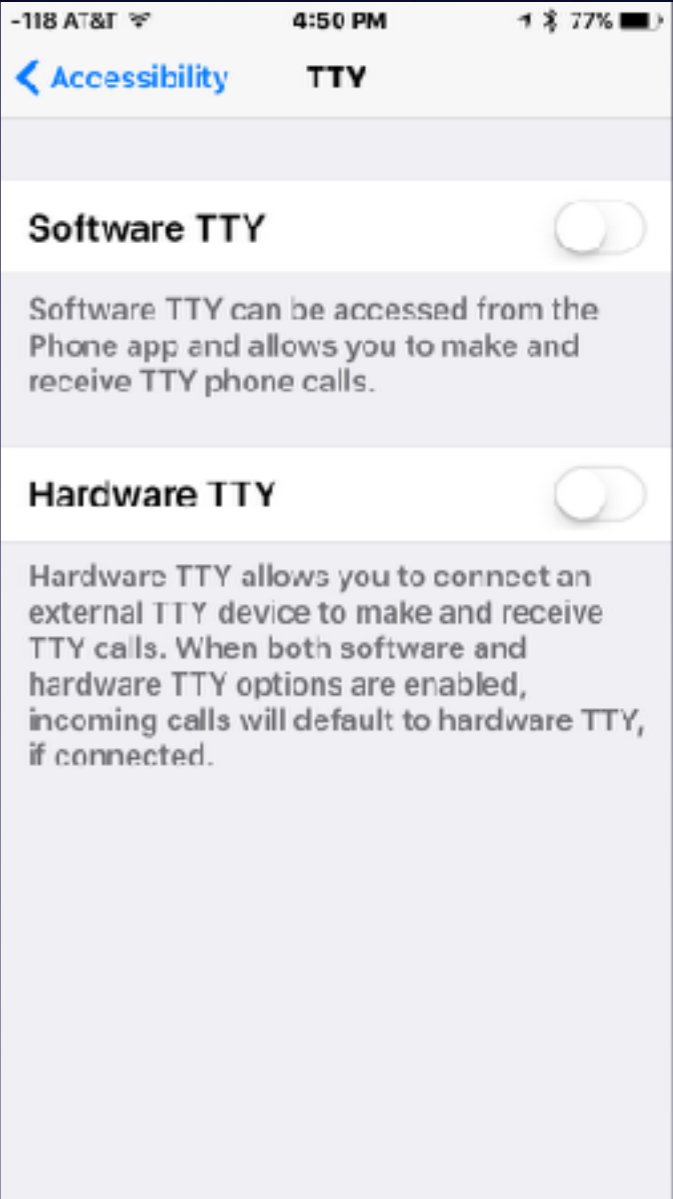 -118 AT&T 4:50 PM 77%
Accessibility TTY
Software TTY
Software TTY can be accessed from the
Phone app and allows you to make and
receive TTY phone calls.
Hardware TTY
Hardware TTY allows you to connect an
external TTY device to make and receive
TTY calls. When both software and
hardware TTY options are enabled,
incoming calls will default to hardware TTY,
if connected.